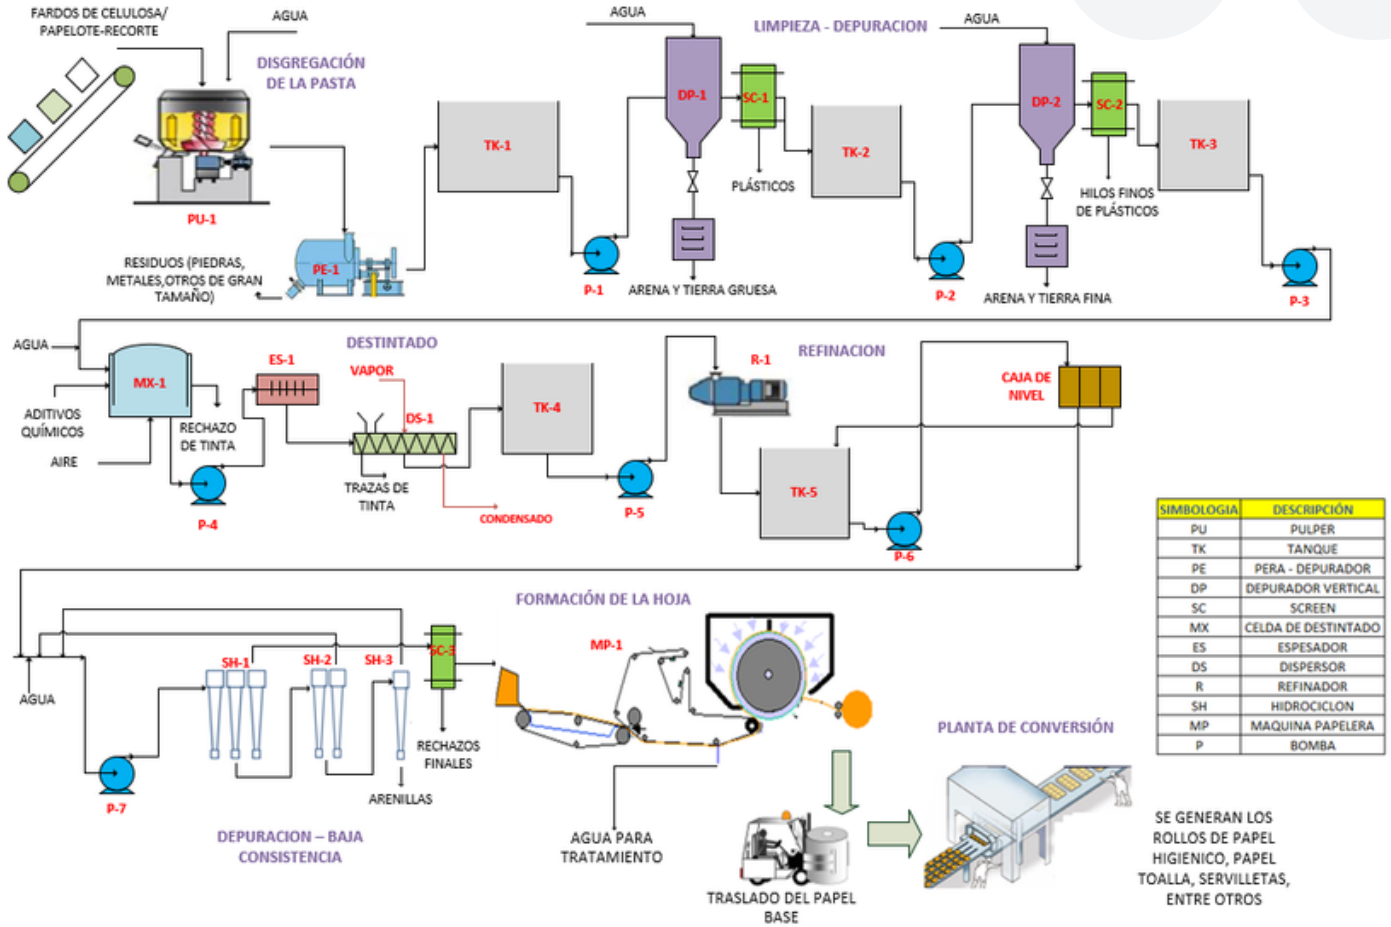 FARDOS DE CELULOSA/
PAPELOTE-RECORTE
AGUA
DISGREGACIÓN
DE LA PASTA
PU-1
RESIDUOS (PIEDRAS,
METALES,OTROS DE GRAN
TAMAÑO)
PE-1
TK-1
P-1
AGUA
LIMPIEZA - DEPURACION
DP-1
SC-1
PLÁSTICOS
ARENA Y TIERRA GRUESA
TK-2
P-2
AGUA
DP-2
SC-2
HILOS FINOS
DE PLÁSTICOS
ARENA Y TIERRA FINA
TK-3
P-3
AGUA
MX-1
ADITIVOS
QUÍMICOS
AIRE
RECHAZO
DE TINTA
P-4
ES-1
DESTINTADO
VAPOR
DS-1
TRAZAS DE
TINTA
CONDENSADO
TK-4
P-5
R-1
REFINACION
TK-5
P-6
CAJA DE
NIVEL
SIMBOLOGIA DESCRIPCIÓN
PU PULPER
TK TANQUE
PE PERA - DEPURADOR
DP DEPURADOR VERTICAL
SC SCREEN
MX CELDA DE DESTINTADO
ES ESPESADOR
DS DISPERSOR
R REFINADOR
SH HIDROCICLON
MP MAQUINA PAPELERA
P BOMBA
AGUA
P-7
SH-1
SH-2
SH-3
SC-3
RECHAZOS
FINALES
ARENILLAS
DEPURACION – BAJA
CONSISTENCIA
FORMACIÓN DE LA HOJA
MP-1
AGUA PARA
TRATAMIENTO
TRASLADO DEL PAPEL
BASE
PLANTA DE CONVERSIÓN
SE GENERAN LOS
ROLLOS DE PAPEL
HIGIENICO, PAPEL
TOALLA, SERVILLETAS,
ENTRE OTROS